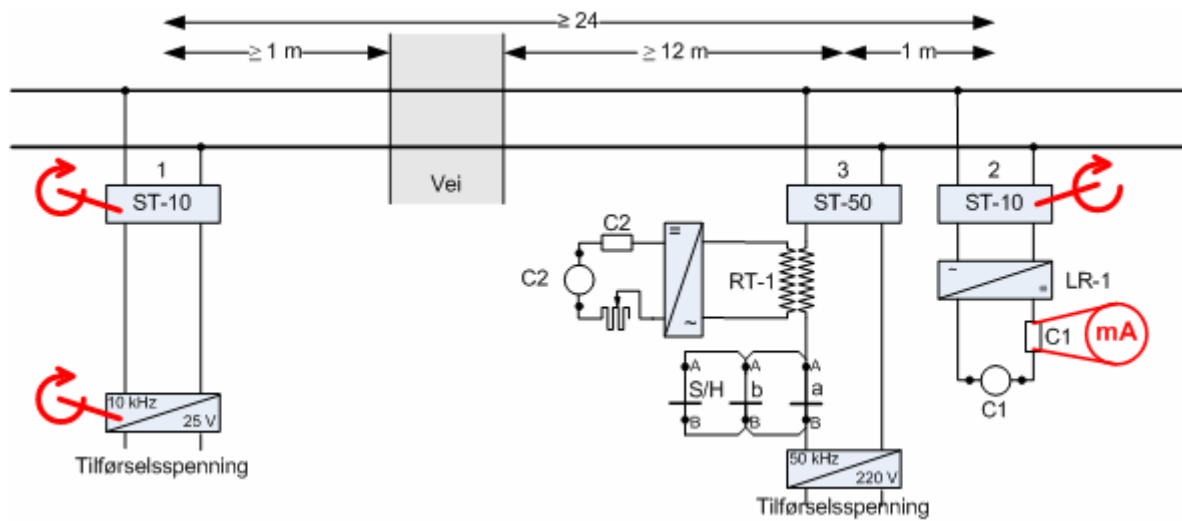 ≥ 24
≥ 1 m
≥ 12 m
1 m
Vei
1
ST-10
3
ST-50
2
ST-10
C2
C2
=
~
RT-1
-
=
LR-1
C1
mA
C1
A
A
A
S/H
b
a
B
B
B
10 kHz
25 V
Tilførselsspenning
50 kHz
220 V
Tilførselsspenning